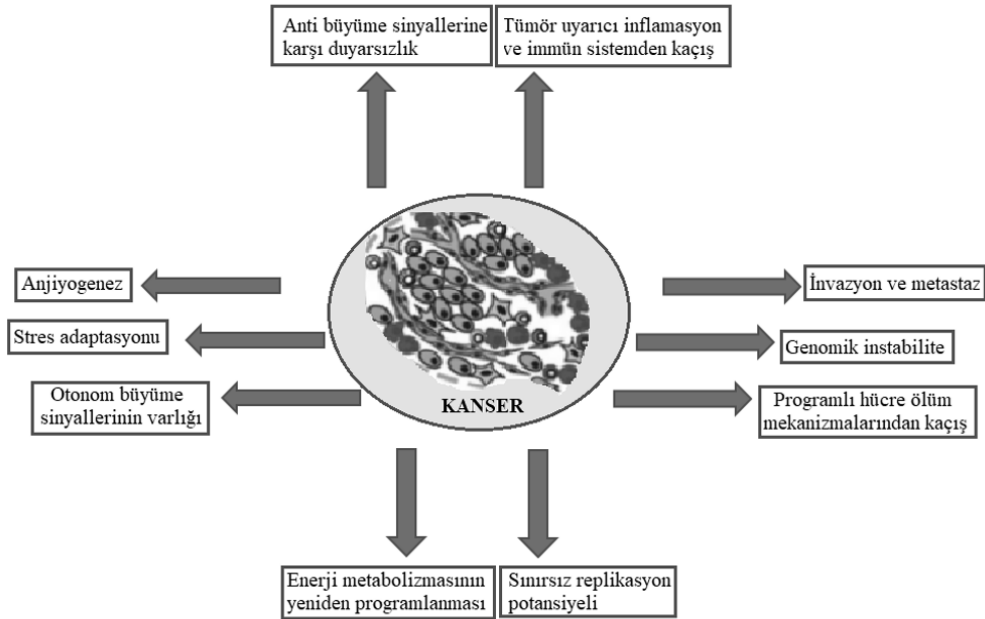 Anti büyüme sinyallerine
karşı duyarsızlık
Tümör uyarıcı inflamasyon
ve immün sistemden kaçış
Anjiyogenez
Stres adaptasyonu
Otonom büyüme
sinyallerinin varlığı
KANSER
İnvazyon ve metastaz
Genomik instabilite
Programlı hücre ölüm
mekanizmalarından kaçış
Enerji metabolizmasının
yeniden programlanması
Sınırsız replikasyon
potansiyeli